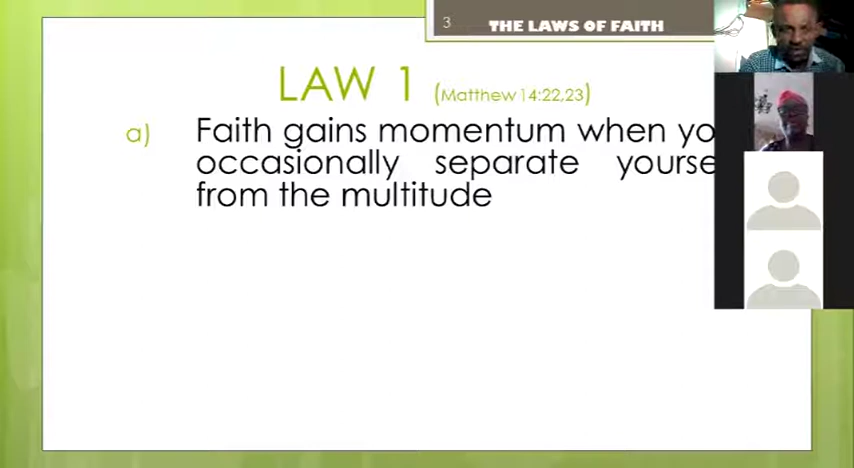 3 THE LAWS OF FAITH
LAW 1 (Matthew 14:22,23)
a) Faith gains momentum when yo
occasionally separate yourse
from the multitude